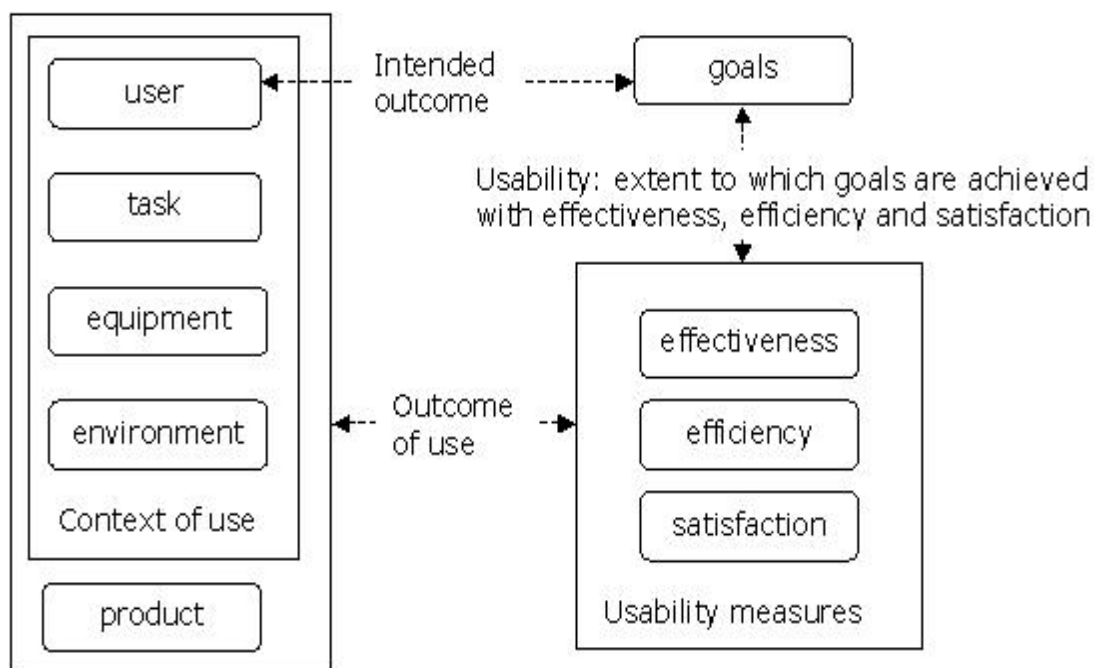 user
Intended
outcome
goals
task
Usability: extent to which goals are achieved
with effectiveness, efficiency and satisfaction
equipment
effectiveness
environment
Outcome
of use
efficiency
Context of use
satisfaction
product
Usability measures